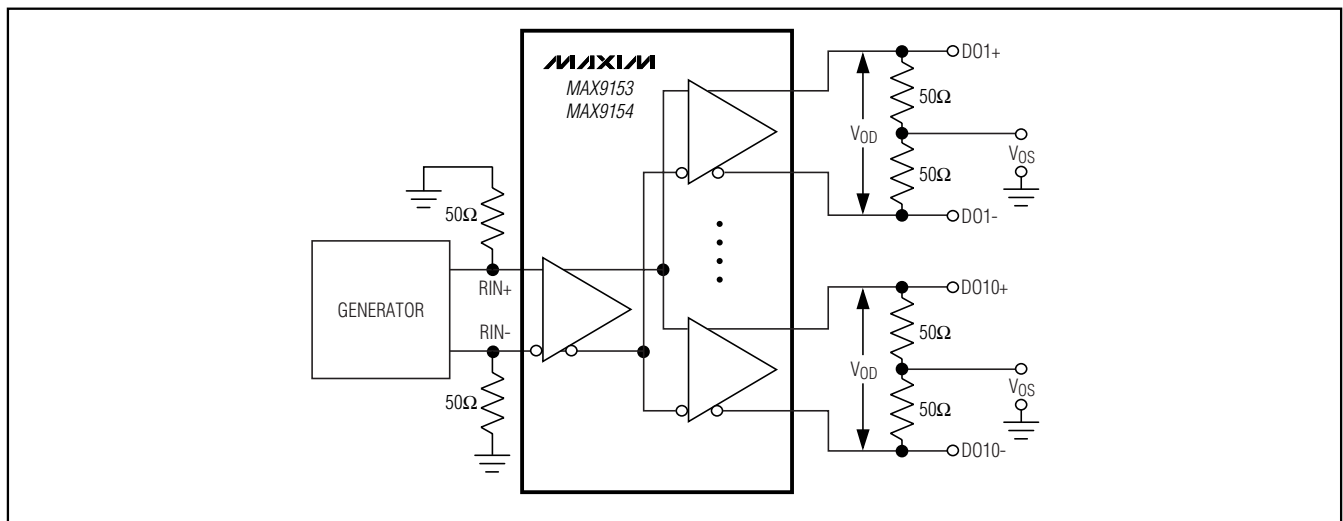 MAXIM
MAX9153
MAX9154
50Ω
GENERATOR
RIN+
RIN-
50Ω
DO1+
50Ω
VOD
VOS
50Ω
DO1-
DO10+
50Ω
VOD
VOS
50Ω
DO10-